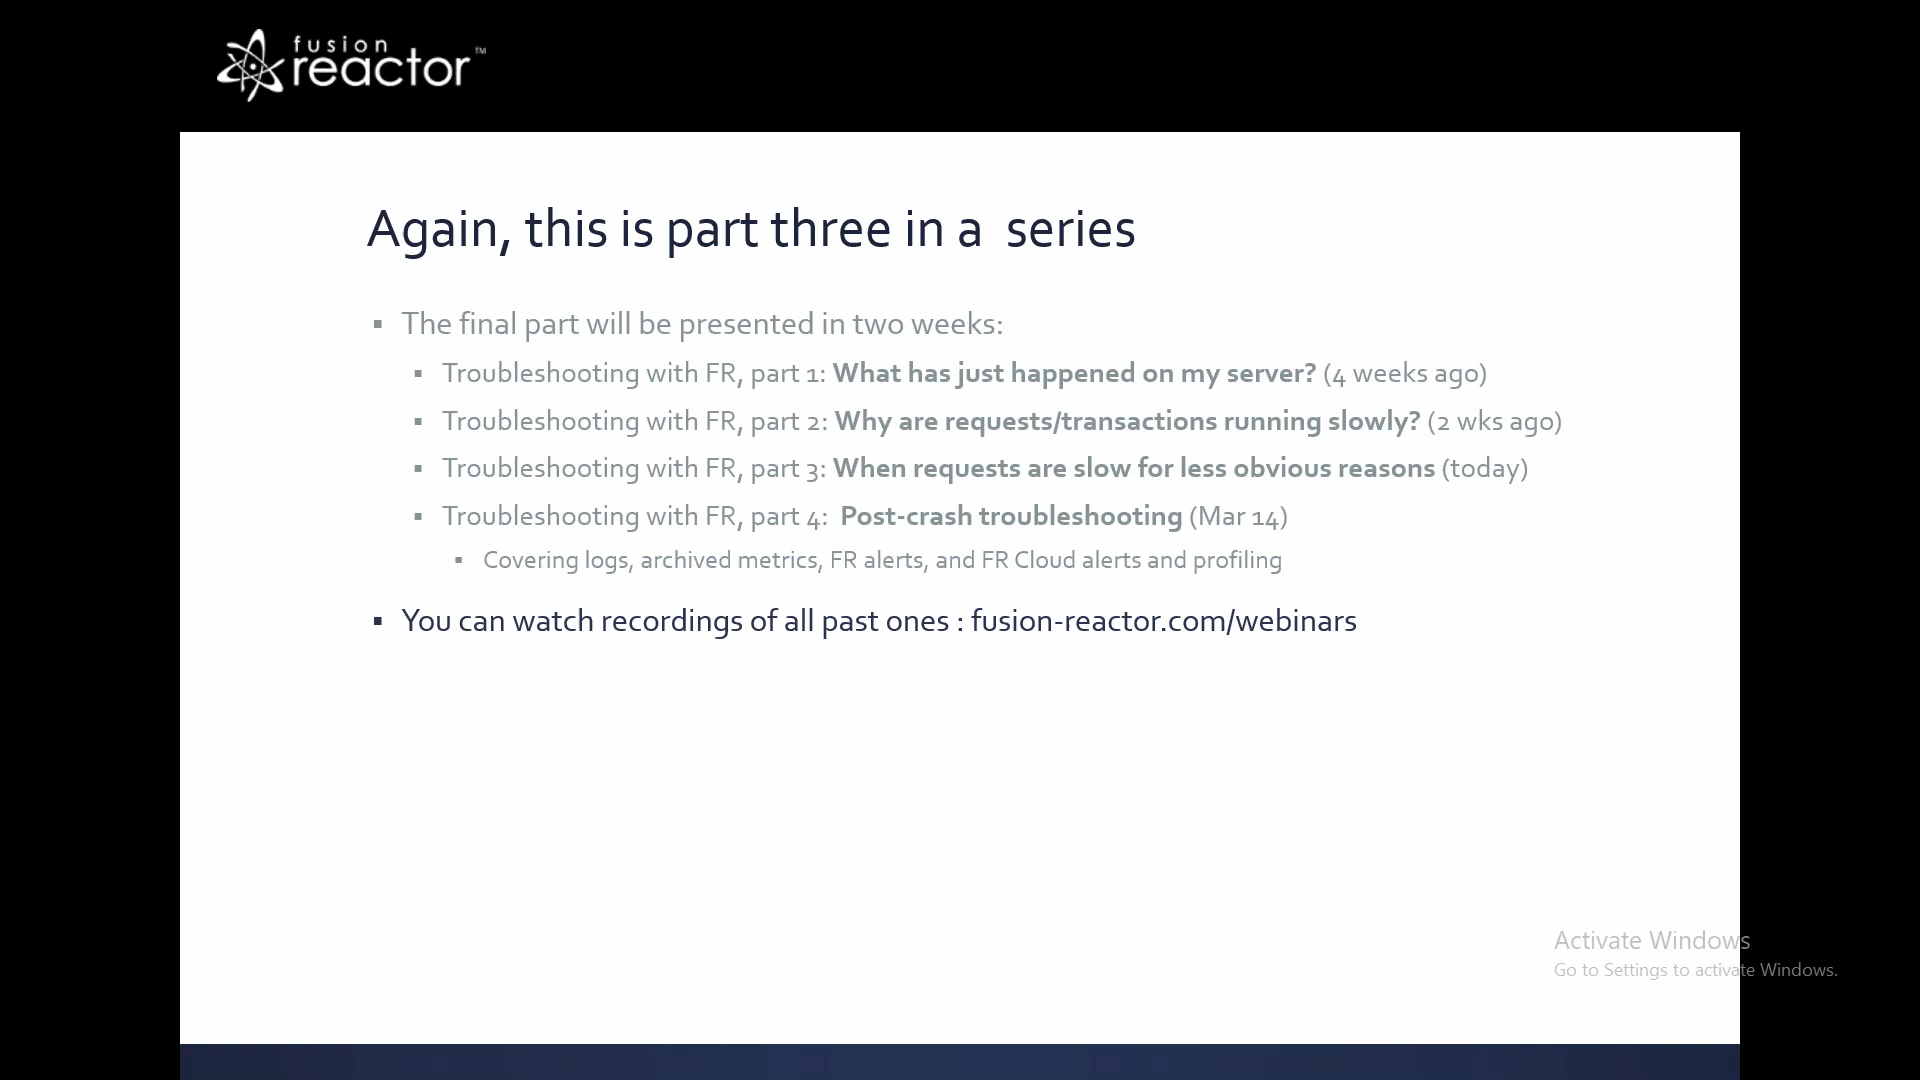 fusion
reactor™
Again, this is part three in a series
▪ The final part will be presented in two weeks:
▪ Troubleshooting with FR, part 1: What has just happened on my server? (4 weeks ago)
▪ Troubleshooting with FR, part 2: Why are requests/transactions running slowly? (2 wks ago)
▪ Troubleshooting with FR, part 3: When requests are slow for less obvious reasons (today)
▪ Troubleshooting with FR, part 4: Post-crash troubleshooting (Mar 14)
▪ Covering logs, archived metrics, FR alerts, and FR Cloud alerts and profiling
▪ You can watch recordings of all past ones : fusion-reactor.com/webinars
Activate Windows
Go to Settings to activate Windows.